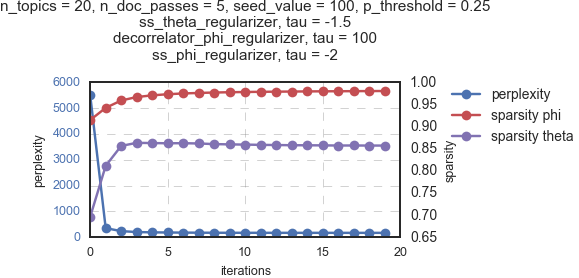 n_topics = 20, n_doc_passes = 5, seed_value = 100, p_threshold = 0.25
ss_theta_regularizer, tau = -1.5
decorrelator_phi_regularizer, tau = 100
ss_phi_regularizer, tau = -2
6000
5000
4000
3000
2000
1000
0
perplexity
0
5
10
15
20
iterations
1.00
0.95
0.90
0.85
0.80
0.75
0.70
0.65
sparsity
perplexity
sparsity phi
sparsity theta